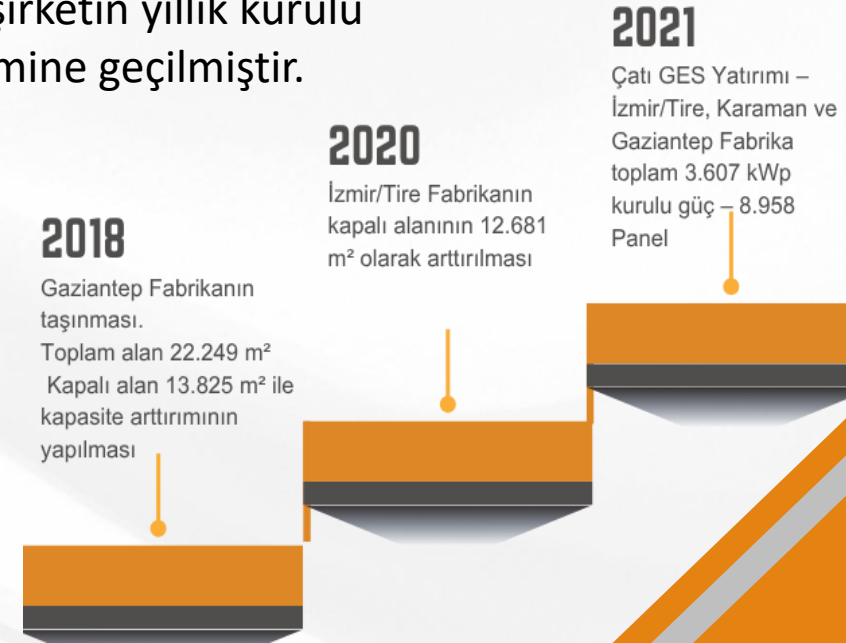 şirketin yıllık kurulu
mine geçilmiştir.
2018
Gaziantep Fabrikanın
taşınması.
Toplam alan 22.249 m²
Kapalı alan 13.825 m² ile
kapasite arttırımının
yapılması
2020
İzmir/Tire Fabrikanın
kapalı alanının 12.681
m² olarak arttırılması
2021
Çatı GES Yatırımı –
İzmir/Tire, Karaman ve
Gaziantep Fabrika
toplam 3.607 kWp
kurulu güç – 8.958
Panel